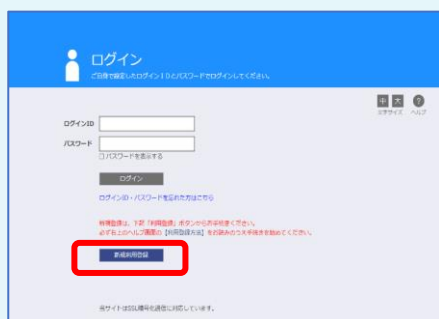 ログイン
ご自身で設定したログインIDとパスワードでログインしてください。
中 大 ?
文字サイズ ヘルプ
ログインID
パスワード
パスワードを表示する
ログイン
ログインID・パスワードを忘れた方はこちら
新規登録は、下記「利用登録」ボタンからお手続きください。
必ず右上のヘルプ画面の【利用登録方法】をお読みのうえ手続きを始めてください。
新規利用登録
当サイトはSSL暗号化通信に対応しています。